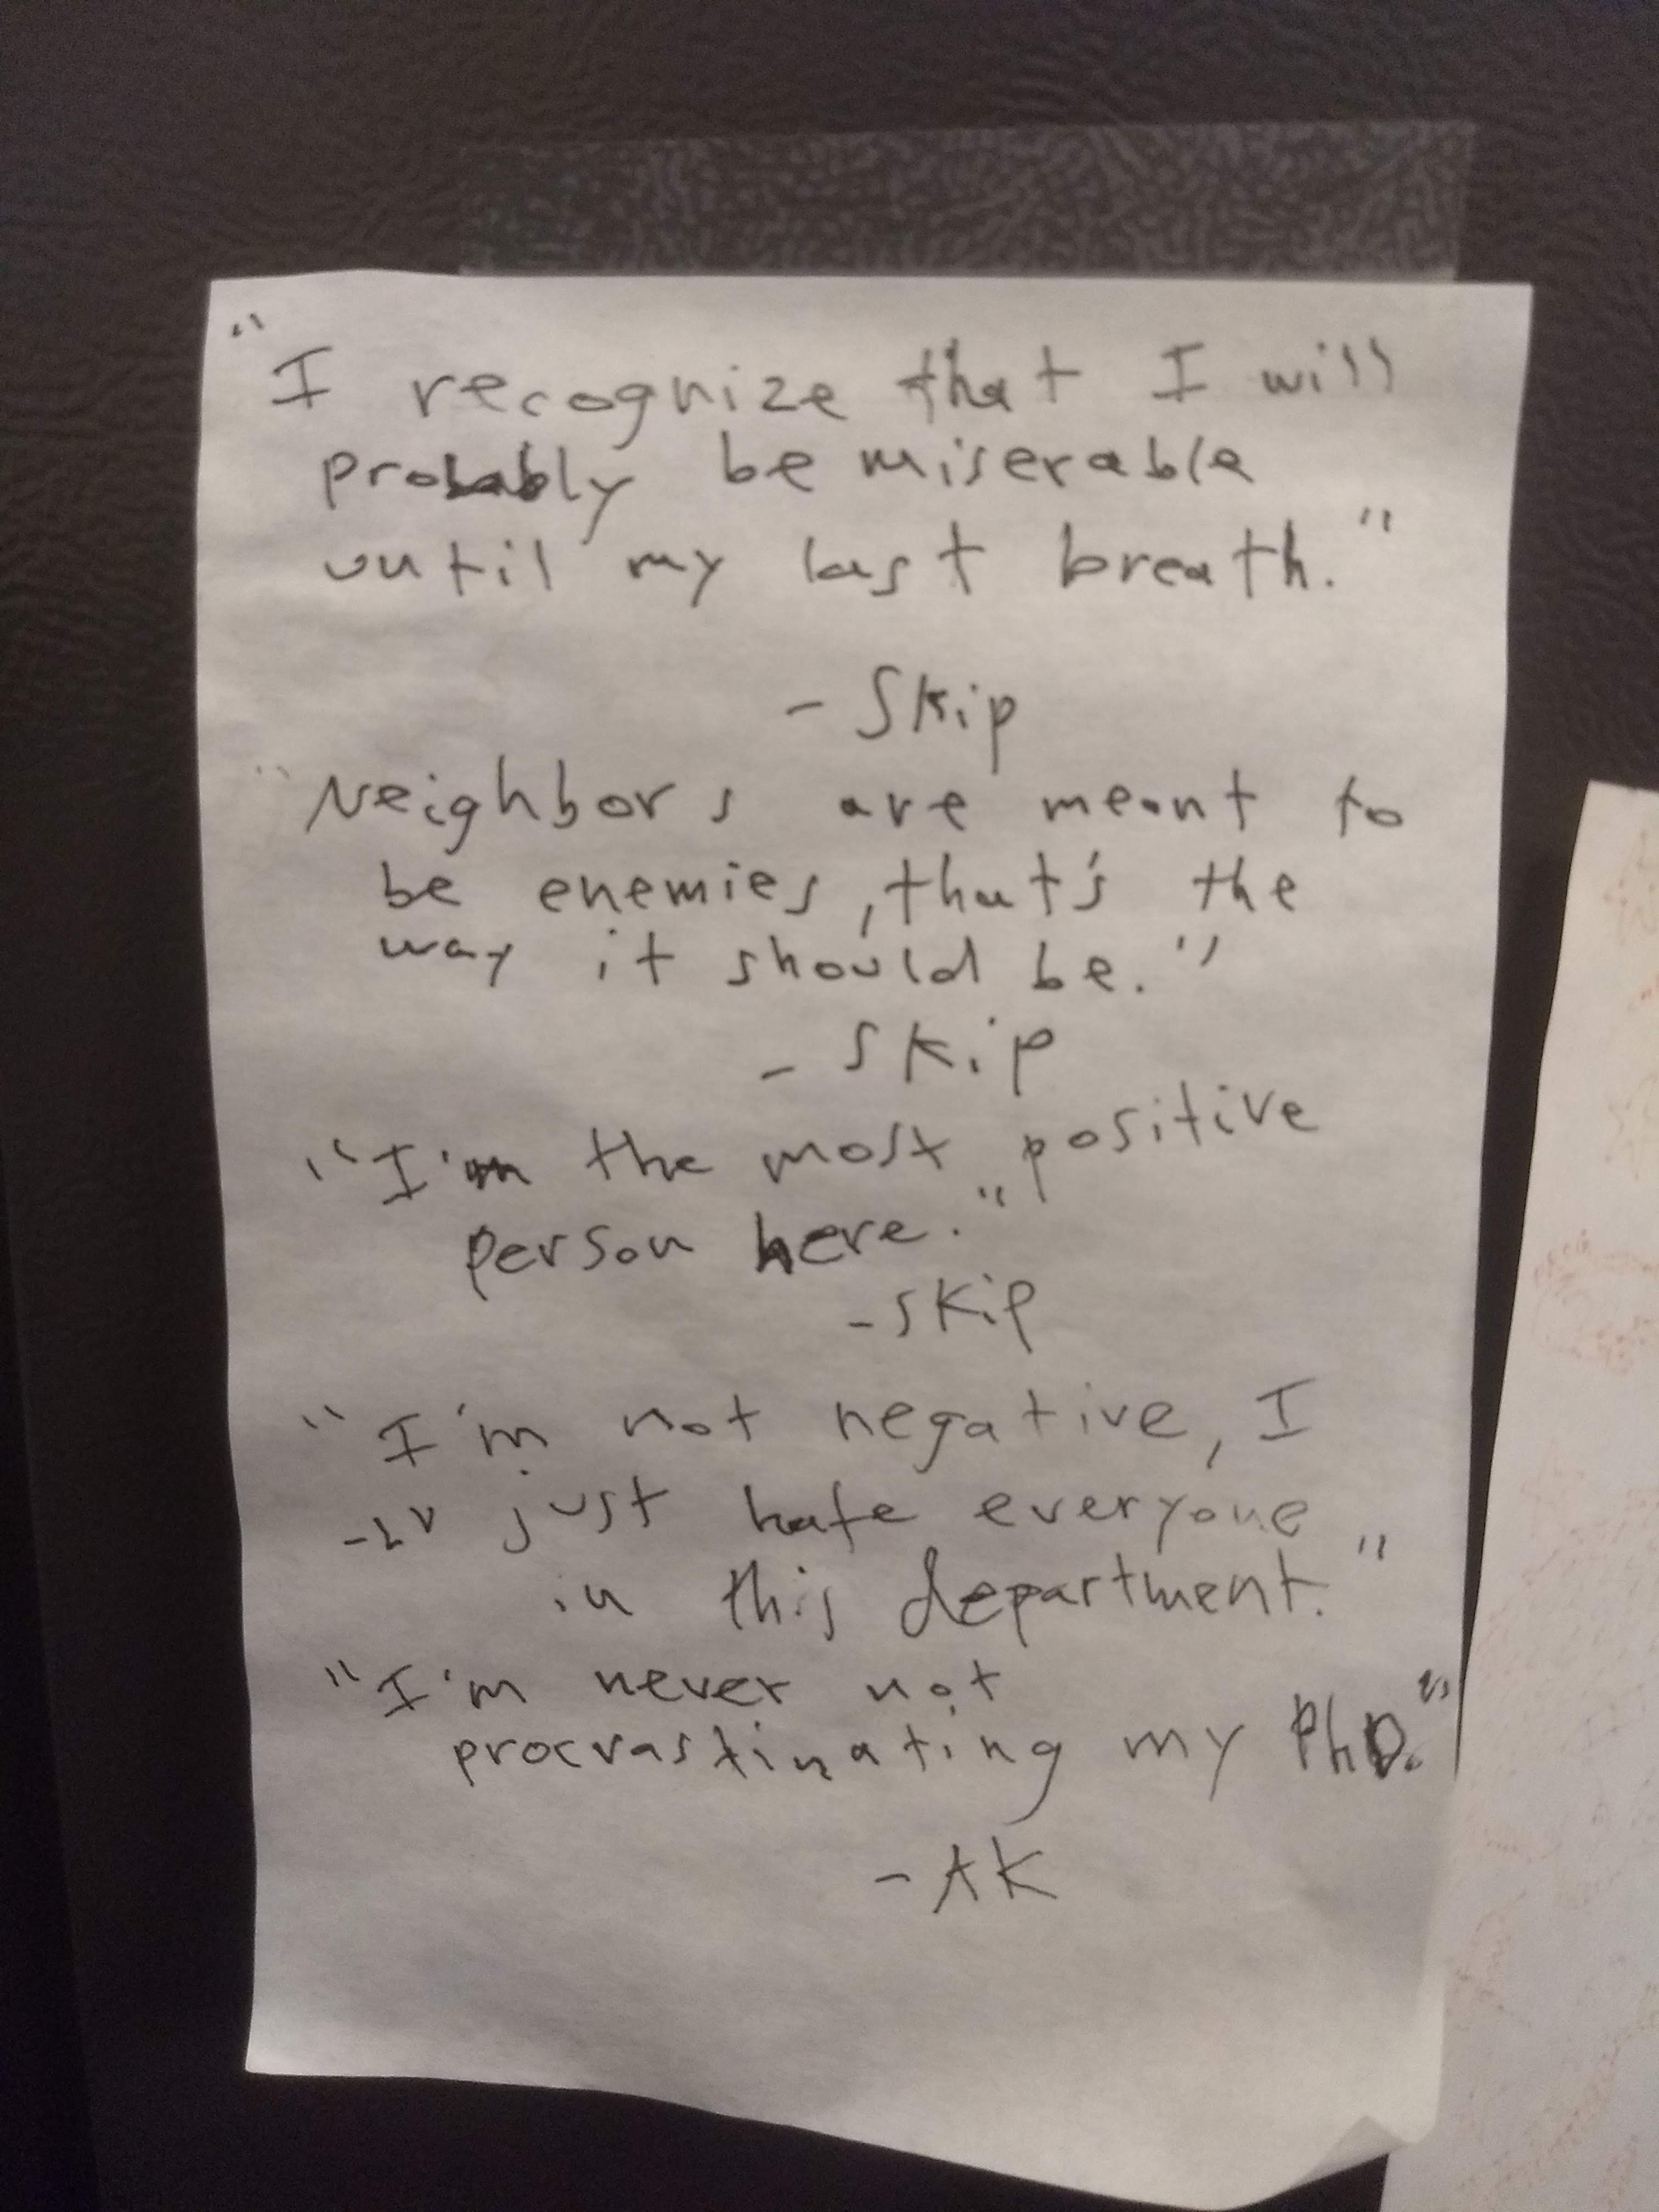 "I recognize that I will
probably be miserable
until my last breath."
- Skip
"Neighbors are meant to
be enemies, that's the
way it should be."
- Skip
"I'm the most positive
person here."
- Skip
"I'm not negative, I
just hate everyone
in this department."
"I'm never not
procrastinating my PhD."
- AK